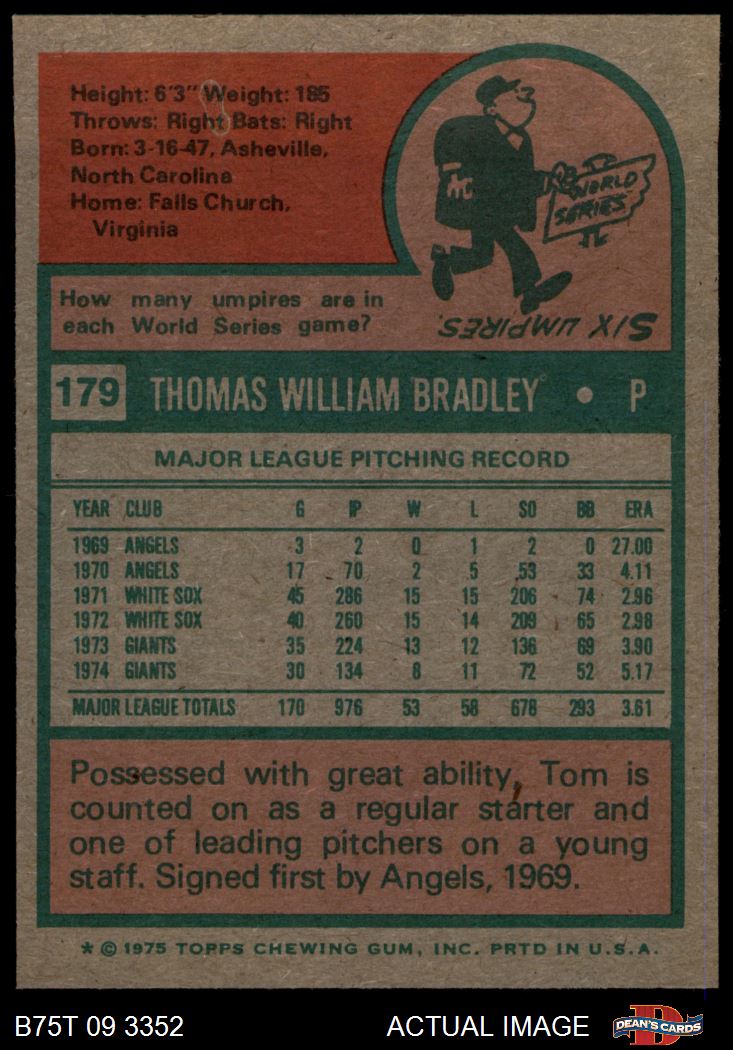 Height: 6'3" Weight: 185
Throws: Right Bats: Right
Born: 3-16-47, Asheville,
North Carolina
Home: Falls Church,
Virginia
WORLD
SERIES
How many umpires are in
each World Series game?
SIX UMPIRES.
179 THOMAS WILLIAM BRADLEY • P
MAJOR LEAGUE PITCHING RECORD
YEAR CLUB G IP W L SO BB ERA
1969 ANGELS 3 2 0 1 2 0 27.00
1970 ANGELS 17 70 2 5 53 33 4.11
1971 WHITE SOX 45 286 15 15 206 74 2.96
1972 WHITE SOX 40 260 15 14 209 65 2.98
1973 GIANTS 35 224 13 12 136 69 3.90
1974 GIANTS 30 134 8 11 72 52 5.17
MAJOR LEAGUE TOTALS 170 976 53 58 678 293 3.61
Possessed with great ability, Tom is
counted on as a regular starter and
one of leading pitchers on a young
staff. Signed first by Angels, 1969.
* © 1975 TOPPS CHEWING GUM, INC. PRTD IN U.S.A.
B75T 09 3352 ACTUAL IMAGE D DEAN'S CARDS